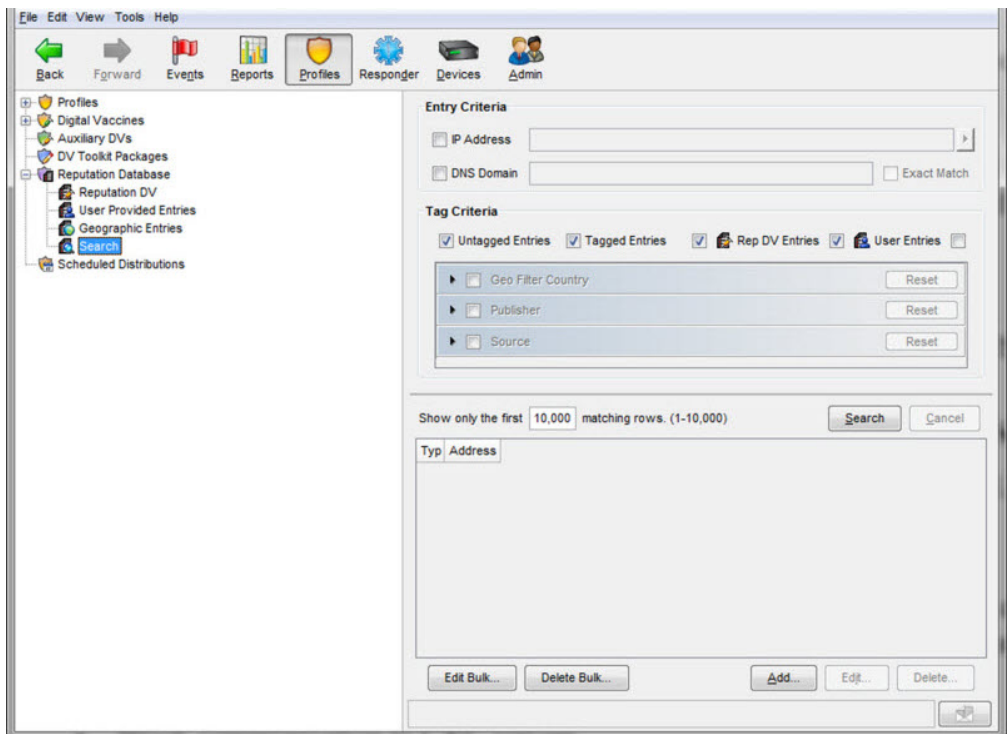 File Edit View Tools Help
Back Forward Events Reports Profiles Responder Devices Admin
Profiles
Digital Vaccines
Auxiliary DVs
DV Toolkit Packages
Reputation Database
Reputation DV
User Provided Entries
Geographic Entries
Search
Scheduled Distributions
Entry Criteria
IP Address
DNS Domain Exact Match
Tag Criteria
Untagged Entries Tagged Entries Rep DV Entries User Entries
Geo Filter Country Reset
Publisher Reset
Source Reset
Show only the first 10,000 matching rows. (1-10,000) Search Cancel
Typ Address
Edit Bulk... Delete Bulk... Add... Edit... Delete...